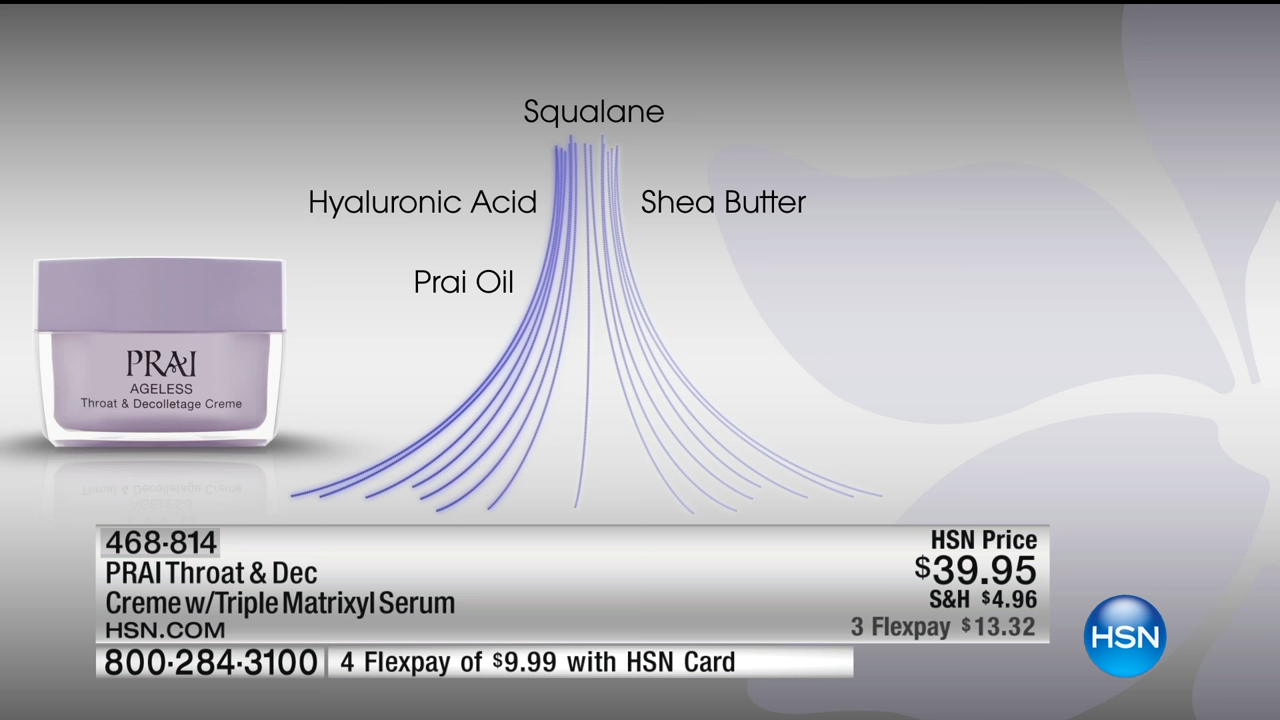 Squalane
Hyaluronic Acid
Shea Butter
Prai Oil
PRAI
AGELESS
Throat & Decolletage Creme
468-814
PRAI Throat & Dec
Creme w/Triple Matrixyl Serum
HSN.COM
HSN Price
$39.95
S&H $4.96
3 Flexpay $13.32
800-284-3100
4 Flexpay of $9.99 with HSN Card
HSN